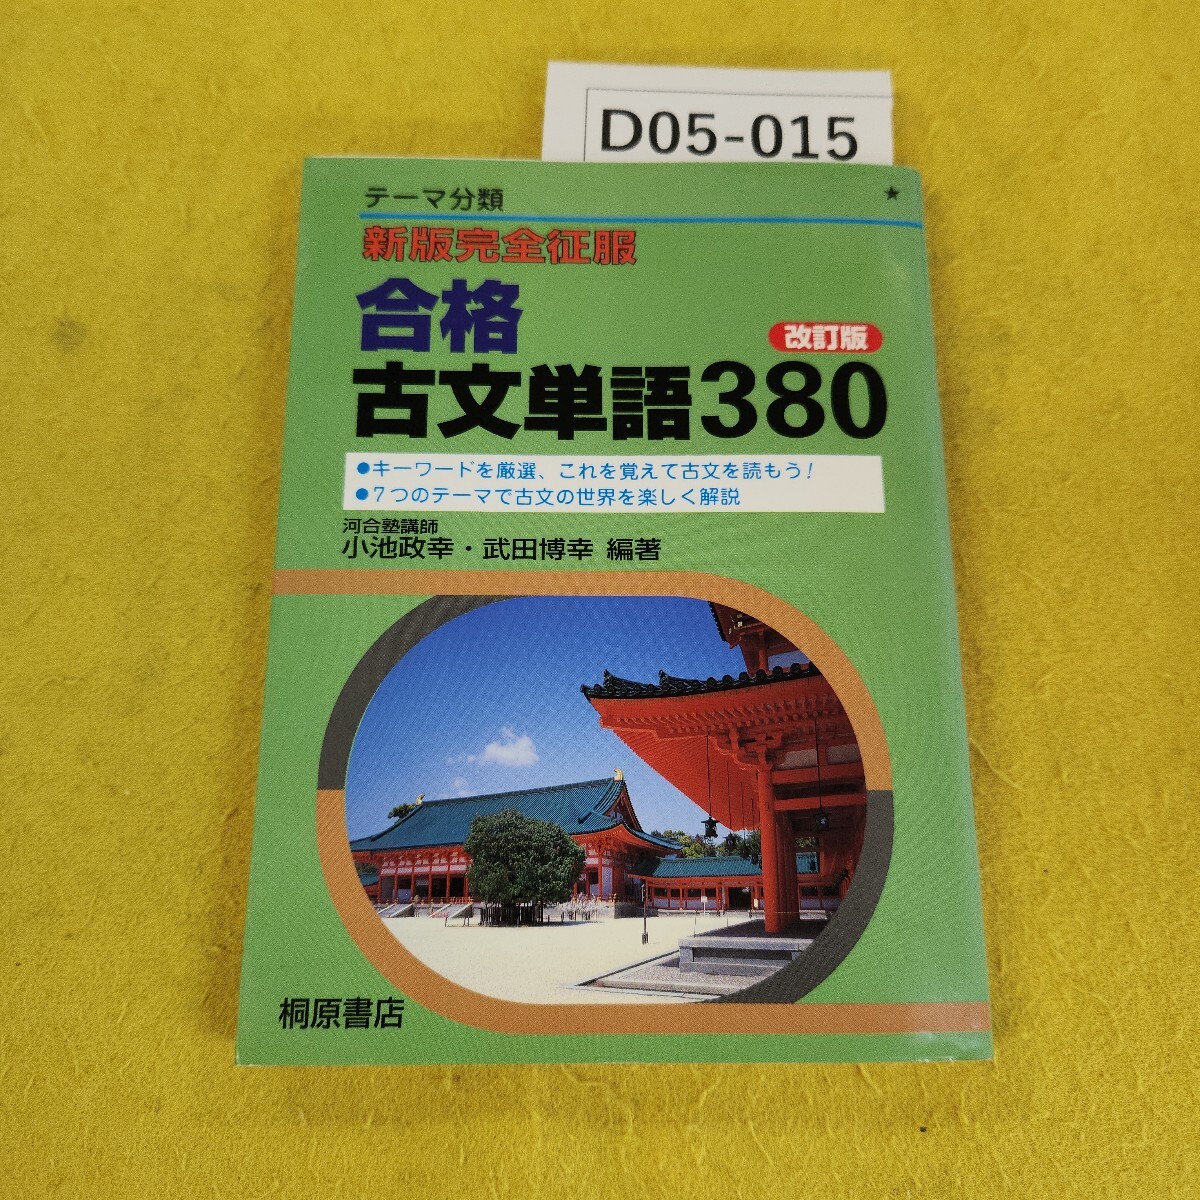 D05-015
テーマ分類
★
新版完全征服
合格
改訂版
古文単語380
●キーワードを厳選、これを覚えて古文を読もう!
●7つのテーマで古文の世界を楽しく解説
河合塾講師
小池政幸・武田博幸 編著
桐原書店